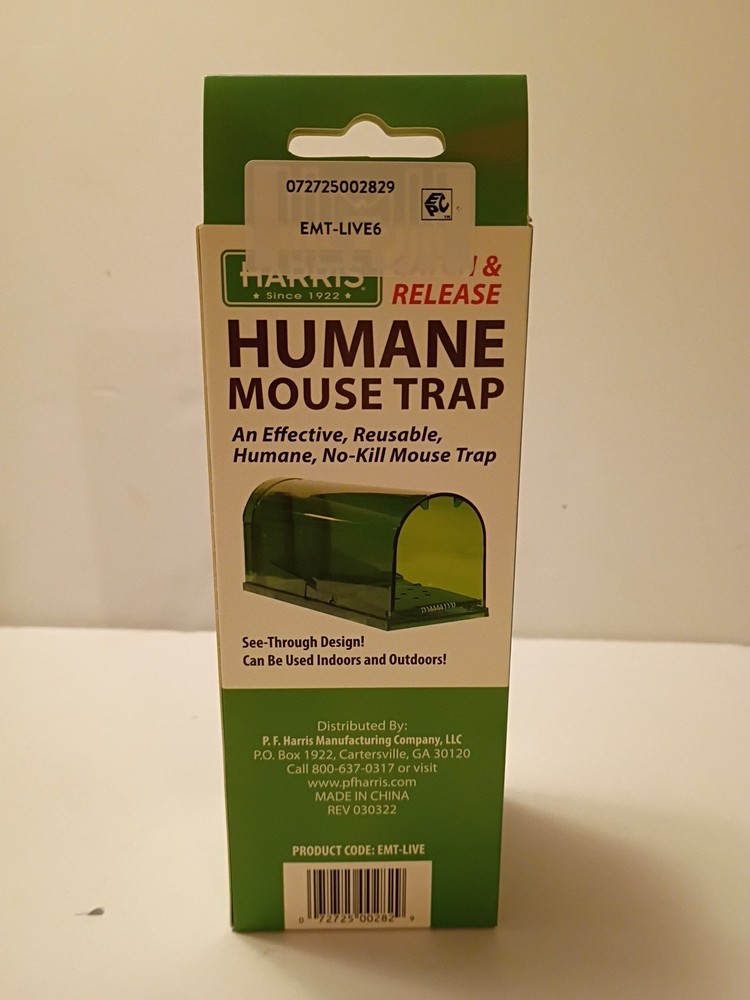 072725002829
EPC
TM
EMT-LIVE6
HARRIS®
★ Since 1922 ★
&
RELEASE
HUMANE
MOUSE TRAP
An Effective, Reusable,
Humane, No-Kill Mouse Trap
See-Through Design!
Can Be Used Indoors and Outdoors!
Distributed By:
P. F. Harris Manufacturing Company, LLC
P.O. Box 1922, Cartersville, GA 30120
Call 800-637-0317 or visit
www.pfharris.com
MADE IN CHINA
REV 030322
PRODUCT CODE: EMT-LIVE
0 72725 00282 9